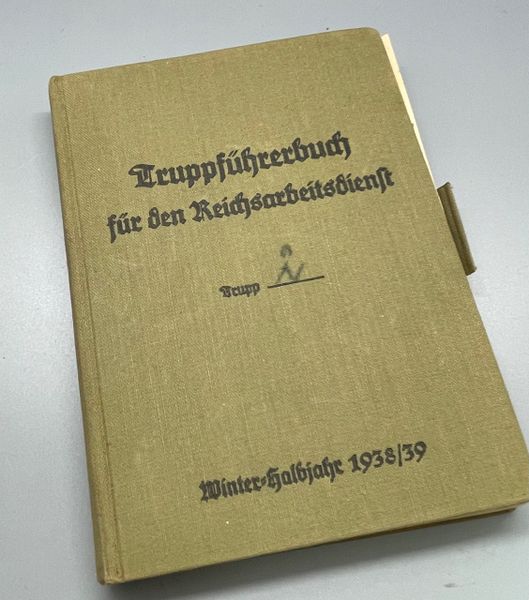 Truppführerbuch
für den Reichsarbeitsdienst
Trupp
Winter-Halbjahr 1938/39